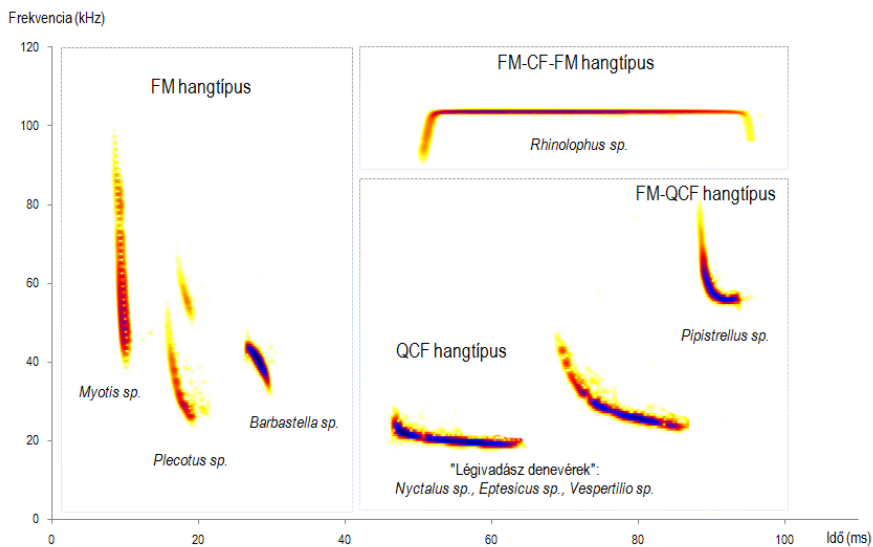 Frekvencia (kHz)
120
100
80
60
40
20
0
FM hangtípus
Myotis sp.
Plecotus sp.
Barbastella sp.
FM-CF-FM hangtípus
Rhinolophus sp.
FM-QCF hangtípus
Pipistrellus sp.
QCF hangtípus
"Légivadász denevérek":
Nyctalus sp., Eptesicus sp., Vespertilio sp.
0
20
40
60
80
100
Idő (ms)